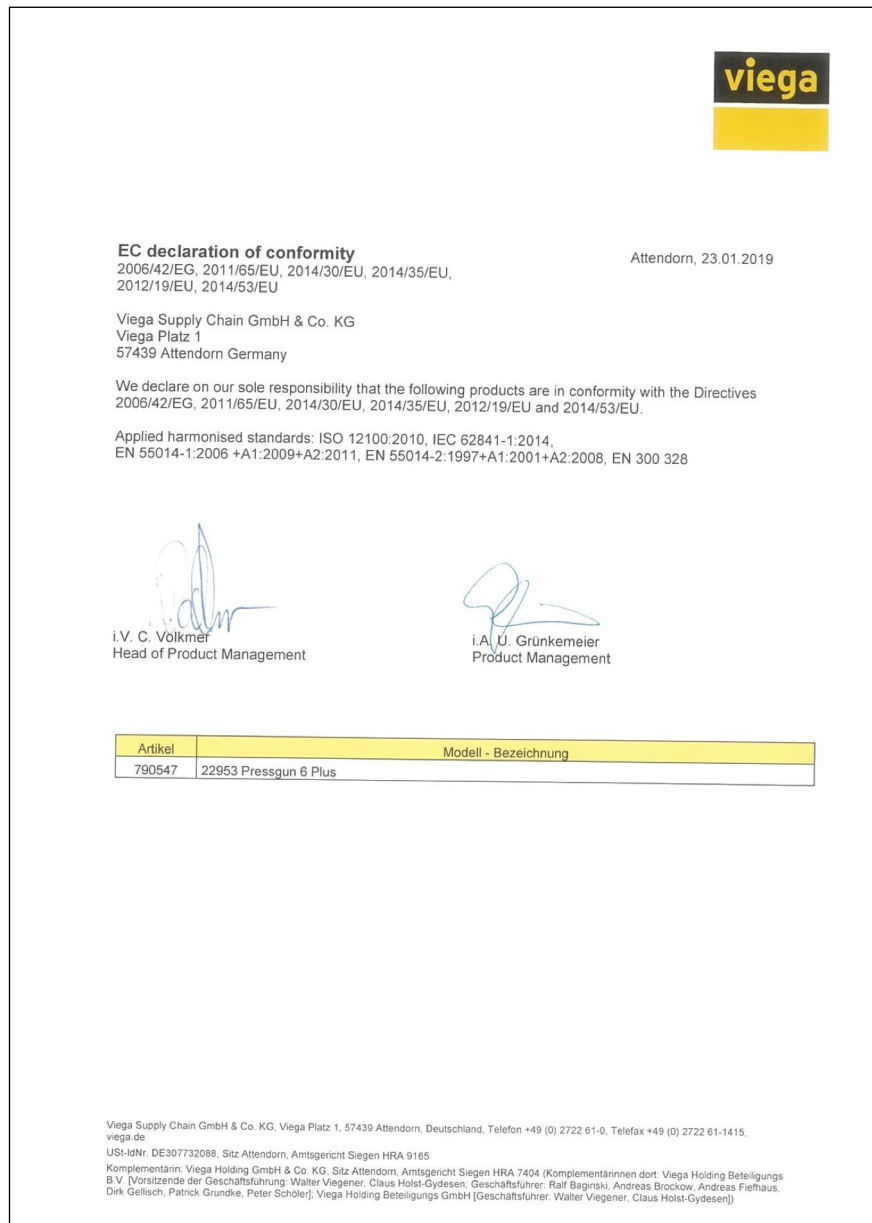 viega
EC declaration of conformity
Attendorn, 23.01.2019
2006/42/EG, 2011/65/EU, 2014/30/EU, 2014/35/EU,
2012/19/EU, 2014/53/EU
Viega Supply Chain GmbH & Co. KG
Viega Platz 1
57439 Attendorn Germany
We declare on our sole responsibility that the following products are in conformity with the Directives
2006/42/EG, 2011/65/EU, 2014/30/EU, 2014/35/EU, 2012/19/EU and 2014/53/EU.
Applied harmonised standards: ISO 12100:2010, IEC 62841-1:2014,
EN 55014-1:2006 +A1:2009+A2:2011, EN 55014-2:1997+A1:2001+A2:2008, EN 300 328
i.V. C. Volkmer
Head of Product Management
i.A. U. Grünkemeier
Product Management
Artikel Modell - Bezeichnung
790547 22953 Pressgun 6 Plus
Viega Supply Chain GmbH & Co. KG, Viega Platz 1, 57439 Attendorn, Deutschland, Telefon +49 (0) 2722 61-0, Telefax +49 (0) 2722 61-1415,
viega.de
USt-IdNr. DE307732088, Sitz Attendorn, Amtsgericht Siegen HRA 9165
Komplementärin: Viega Holding GmbH & Co. KG, Sitz Attendorn, Amtsgericht Siegen HRA 7404 (Komplementärinnen dort: Viega Holding Beteiligungs
B.V. [Vorsitzende der Geschäftsführung: Walter Viegener, Claus Holst-Gydesen; Geschäftsführer: Ralf Baginski, Andreas Brockow, Andreas Fiefhaus,
Dirk Gellisch, Patrick Grundke, Peter Schöler]; Viega Holding Beteiligungs GmbH [Geschäftsführer: Walter Viegener, Claus Holst-Gydesen])